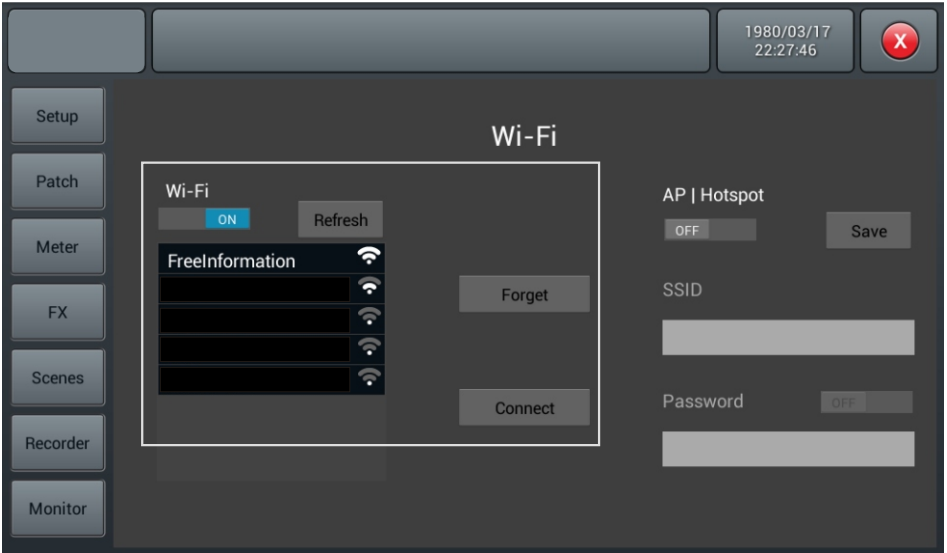 1980/03/17
22:27:46
X
Setup
Patch
Meter
FX
Scenes
Recorder
Monitor
Wi-Fi
Wi-Fi
ON
Refresh
FreeInformation
Forget
Connect
AP | Hotspot
OFF
Save
SSID
Password
OFF